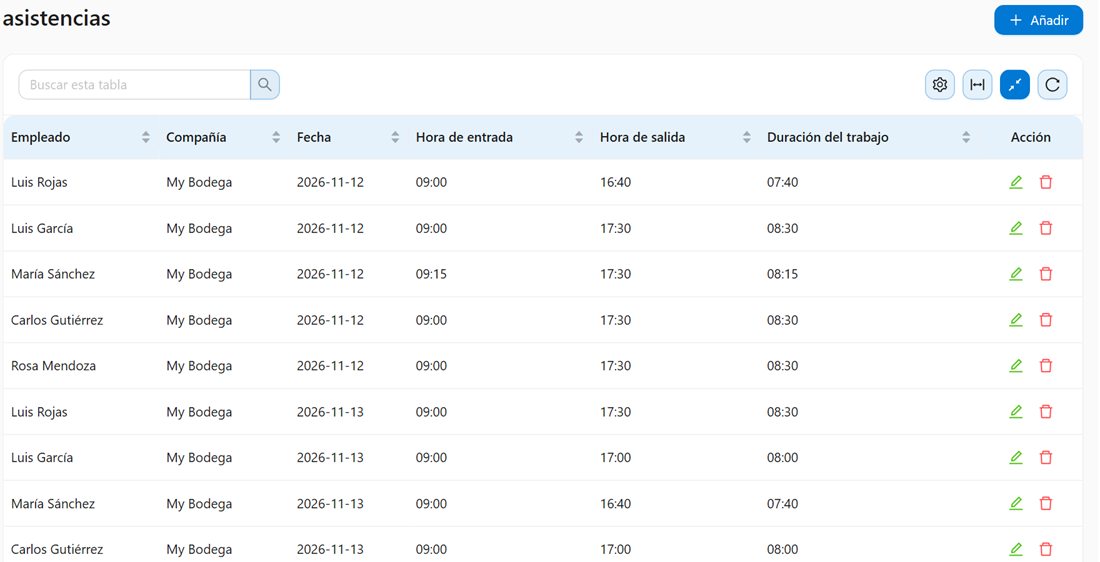 asistencias
Añadir
Buscar esta tabla
Empleado Compañía Fecha Hora de entrada Hora de salida Duración del trabajo Acción
Luis Rojas My Bodega 2026-11-12 09:00 16:40 07:40
Luis García My Bodega 2026-11-12 09:00 17:30 08:30
María Sánchez My Bodega 2026-11-12 09:15 17:30 08:15
Carlos Gutiérrez My Bodega 2026-11-12 09:00 17:30 08:30
Rosa Mendoza My Bodega 2026-11-12 09:00 17:30 08:30
Luis Rojas My Bodega 2026-11-13 09:00 17:30 08:30
Luis García My Bodega 2026-11-13 09:00 17:00 08:00
María Sánchez My Bodega 2026-11-13 09:00 16:40 07:40
Carlos Gutiérrez My Bodega 2026-11-13 09:00 17:00 08:00